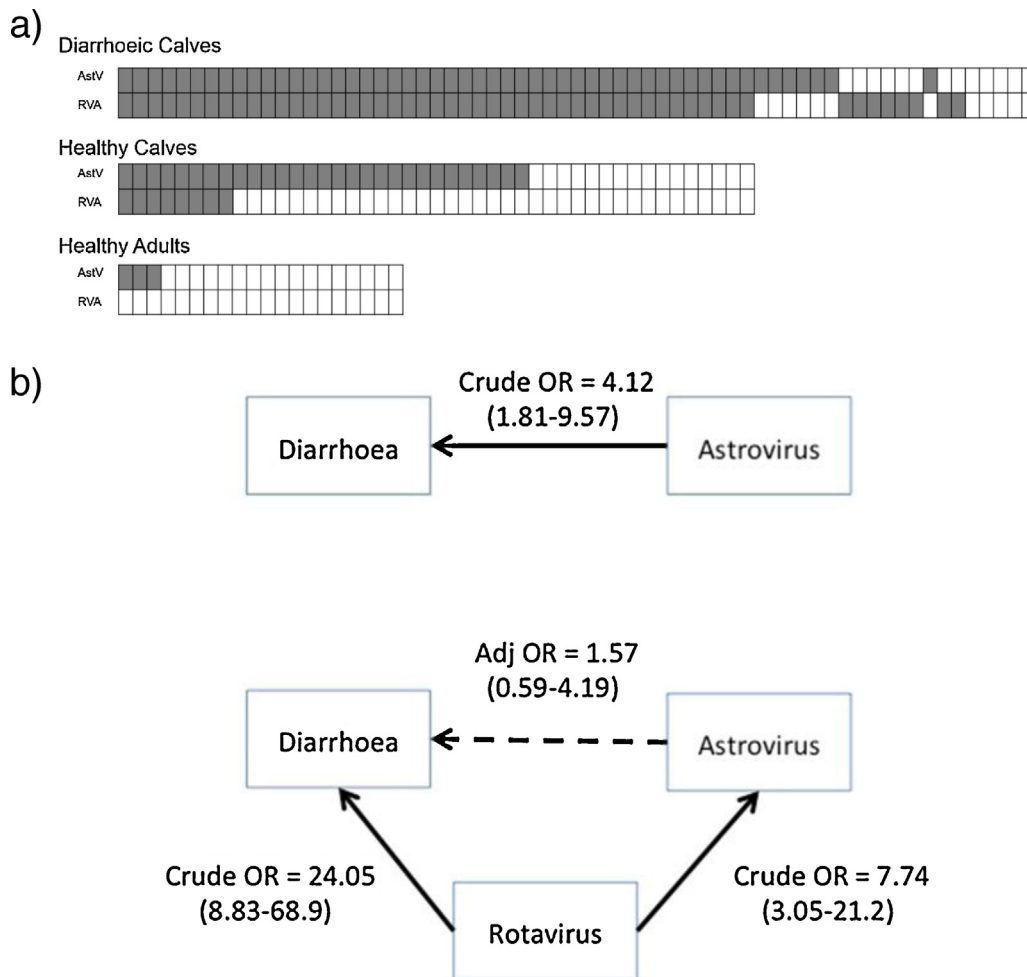 a)
Diarrhoeic Calves
AstV
RVA
Healthy Calves
AstV
RVA
Healthy Adults
AstV
RVA
b)
Crude OR = 4.12
(1.81-9.57)
Diarrhoea
Astrovirus
Adj OR = 1.57
(0.59-4.19)
Diarrhoea
Astrovirus
Crude OR = 24.05
(8.83-68.9)
Crude OR = 7.74
(3.05-21.2)
Rotavirus